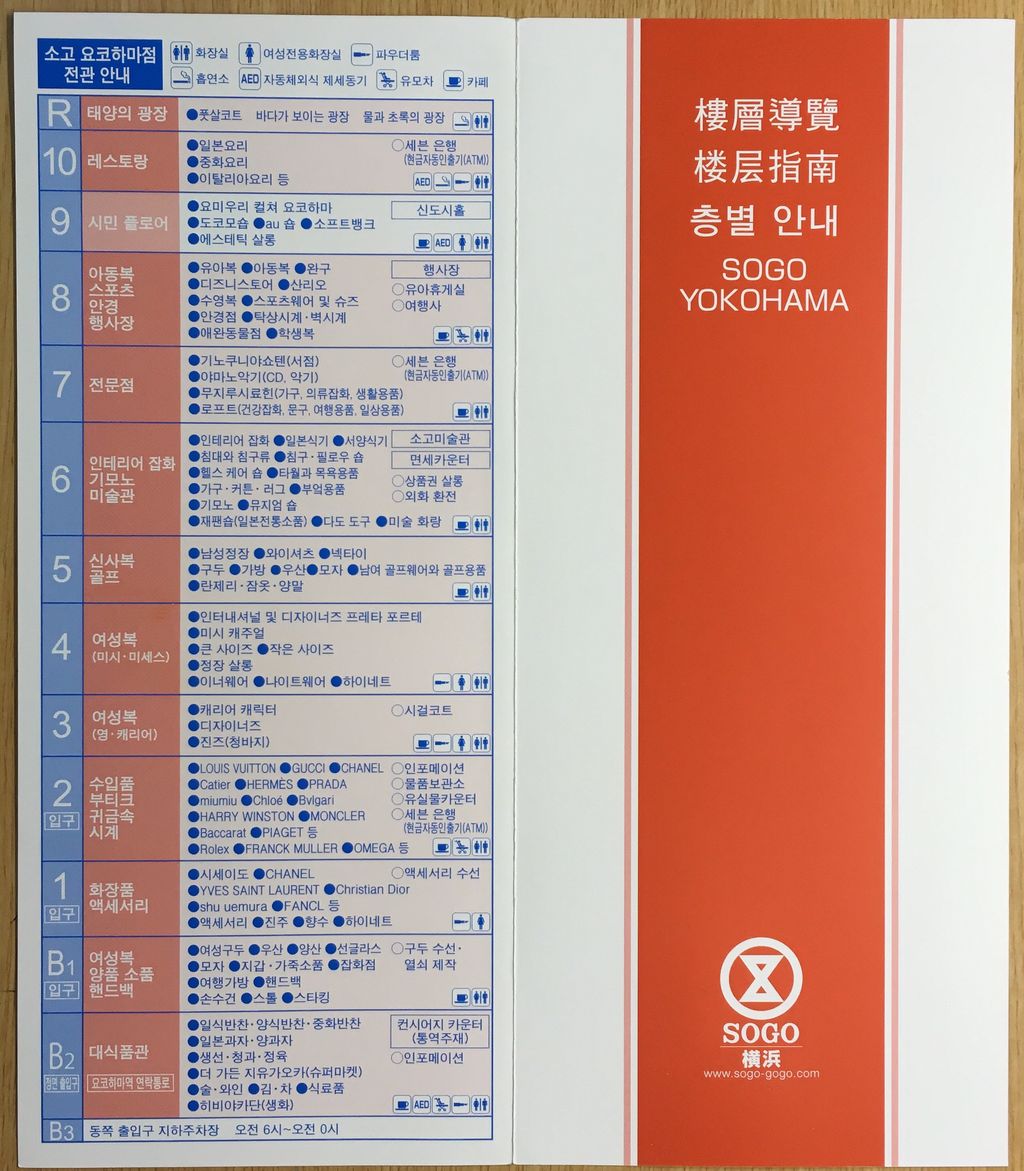 소고 요코하마점
전관 안내
화장실 여성전용화장실 파우더룸
흡연소 AED 자동체외식 제세동기 유모차 카페
R 태양의 광장
●풋살코트 바다가 보이는 광장 물과 초록의 광장
10 레스토랑
●일본요리 ○세븐 은행
●중화요리 (현금자동인출기(ATM))
●이탈리아요리 등
AED
9 시민 플로어
●요미우리 컬쳐 요코하마 신도시홀
●도코모숍 ●au 숍 ●소프트뱅크
●에스테틱 살롱
AED
8
아동복
스포츠
안경
행사장
●유아복 ●아동복 ●완구 행사장
●디즈니스토어 ●산리오 ○유아휴게실
●수영복 ●스포츠웨어 및 슈즈 ○여행사
●안경점 ●탁상시계·벽시계
●애완동물점 ●학생복
7 전문점
●기노쿠니야쇼텐(서점) ○세븐 은행
●야마노악기(CD, 악기) (현금자동인출기(ATM))
●무지루시료힌(가구, 의류잡화, 생활용품)
●로프트(건강잡화, 문구, 여행용품, 일상용품)
6
인테리어 잡화
기모노
미술관
●인테리어 잡화 ●일본식기 ●서양식기 소고미술관
●침대와 침구류 ●침구·필로우 숍 면세카운터
●헬스 케어 숍 ●타월과 목욕용품 ○상품권 살롱
●가구·커튼·러그 ●부엌용품 ○외화 환전
●기모노 ●뮤지엄 숍
●재팬숍(일본전통소품) ●다도 도구 ●미술 화랑
5
신사복
골프
●남성정장 ●와이셔츠 ●넥타이
●구두 ●가방 ●우산●모자 ●남여 골프웨어와 골프용품
●란제리·잠옷·양말
4
여성복
(미시·미세스)
●인터내셔널 및 디자이너즈 프레타 포르테
●미시 캐주얼
●큰 사이즈 ●작은 사이즈
●정장 살롱
●이너웨어 ●나이트웨어 ●하이네트
3
여성복
(영·캐리어)
●캐리어 캐릭터 ○시걸코트
●디자이너즈
●진즈(청바지)
2
입구
수입품
부티크
귀금속
시계
●LOUIS VUITTON ●GUCCI ●CHANEL ○인포메이션
●Catier ●HERMÈS ●PRADA ○물품보관소
●miumiu ●Chloé ●Bvlgari ○유실물카운터
●HARRY WINSTON ●MONCLER ○세븐 은행
●Baccarat ●PIAGET 등 (현금자동인출기(ATM))
●Rolex ●FRANCK MULLER ●OMEGA 등
1
입구
화장품
액세서리
●시세이도 ●CHANEL ○액세서리 수선
●YVES SAINT LAURENT ●Christian Dior
●shu uemura ●FANCL 등
●액세서리 ●진주 ●향수 ●하이네트
B1
입구
여성복
양품 소품
핸드백
●여성구두 ●우산 ●양산 ●선글라스 ○구두 수선·
●모자 ●지갑·가죽소품 ●잡화점 열쇠 제작
●여행가방 ●핸드백
●손수건 ●스톨 ●스타킹
B2
정면 출입구
대식품관
요코하마역 연락통로
●일식반찬·양식반찬·중화반찬 컨시어지 카운터
●일본과자·양과자 (통역주재)
●생선·청과·정육 ○인포메이션
●더 가든 지유가오카(슈퍼마켓)
●술·와인 ●김·차 ●식료품
●히비야카단(생화)
AED
B3 동쪽 출입구 지하주차장 오전 6시~오전 0시
樓層導覽
楼层指南
층별 안내
SOGO
YOKOHAMA
SOGO
横浜
www.sogo-gogo.com